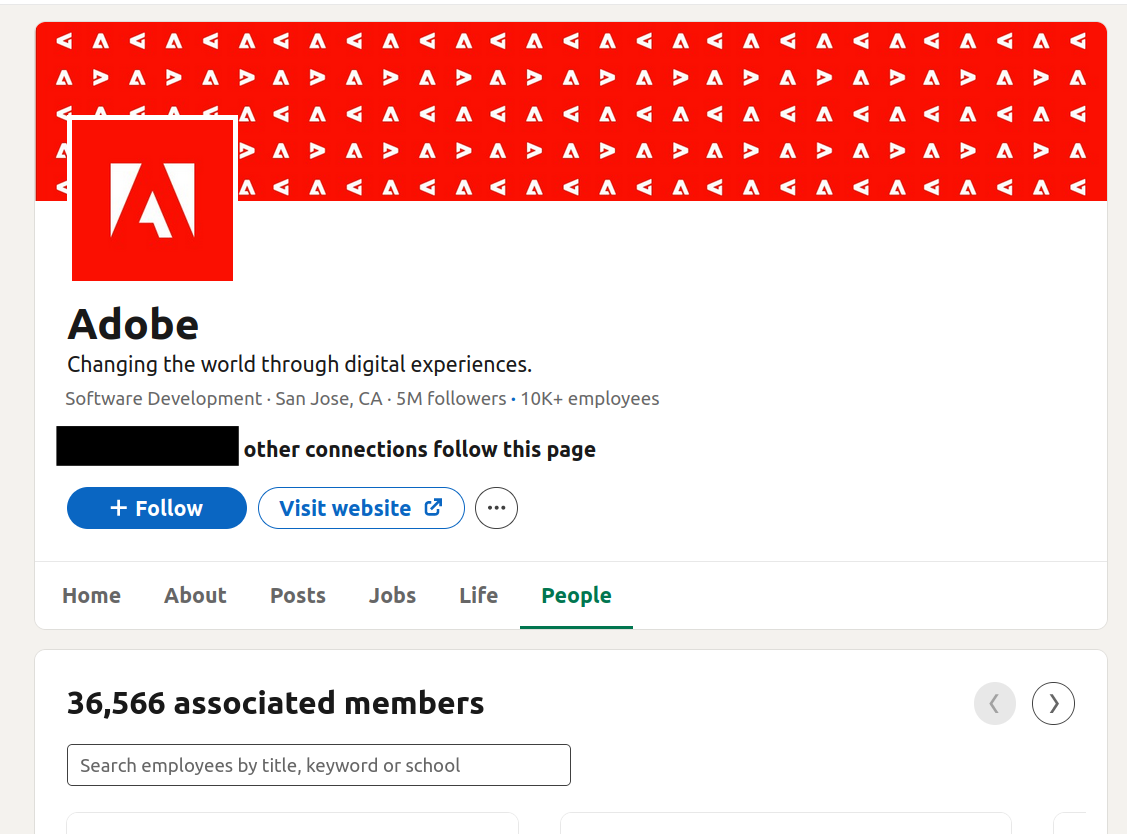 Adobe
Changing the world through digital experiences.
Software Development · San Jose, CA · 5M followers • 10K+ employees
other connections follow this page
+ Follow
Visit website
Home About Posts Jobs Life People
36,566 associated members
Search employees by title, keyword or school